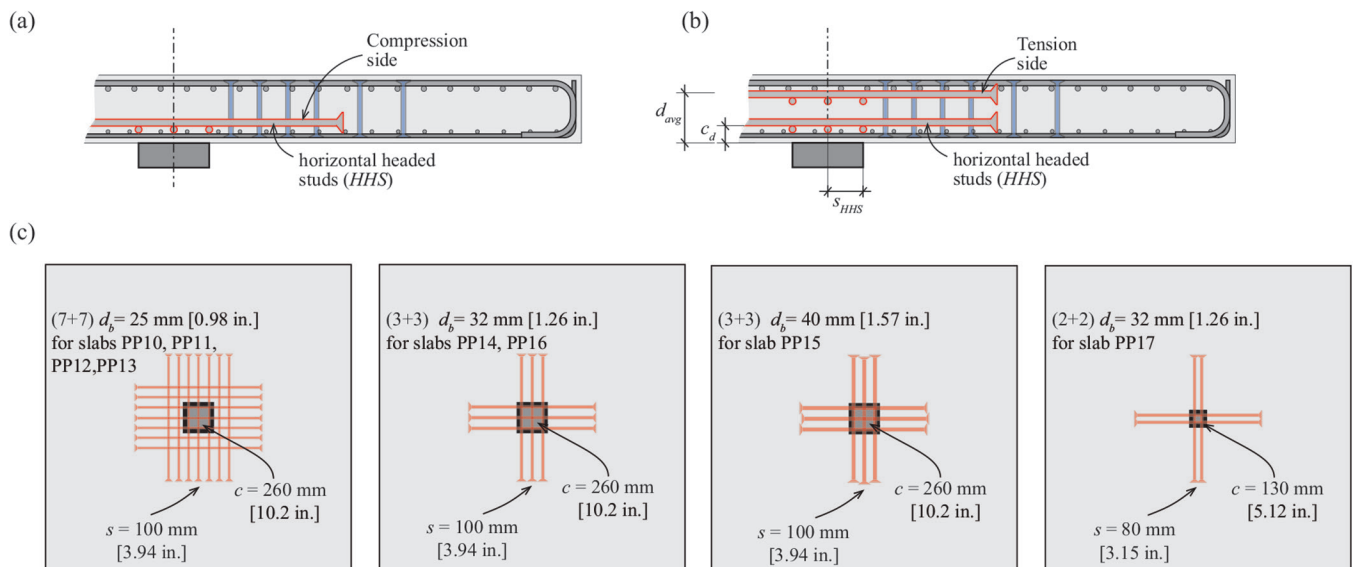 (a)
Compression
side
horizontal headed
studs (HHS)
(b)
Tension
side
d_avg
c_d
horizontal headed
studs (HHS)
s_HHS
(c)
(7+7) d_b= 25 mm [0.98 in.]
for slabs PP10, PP11,
PP12,PP13
c = 260 mm
[10.2 in.]
s = 100 mm
[3.94 in.]
(3+3) d_b= 32 mm [1.26 in.]
for slabs PP14, PP16
c = 260 mm
[10.2 in.]
s = 100 mm
[3.94 in.]
(3+3) d_b= 40 mm [1.57 in.]
for slab PP15
c = 260 mm
[10.2 in.]
s = 100 mm
[3.94 in.]
(2+2) d_b= 32 mm [1.26 in.]
for slab PP17
c = 130 mm
[5.12 in.]
s = 80 mm
[3.15 in.]